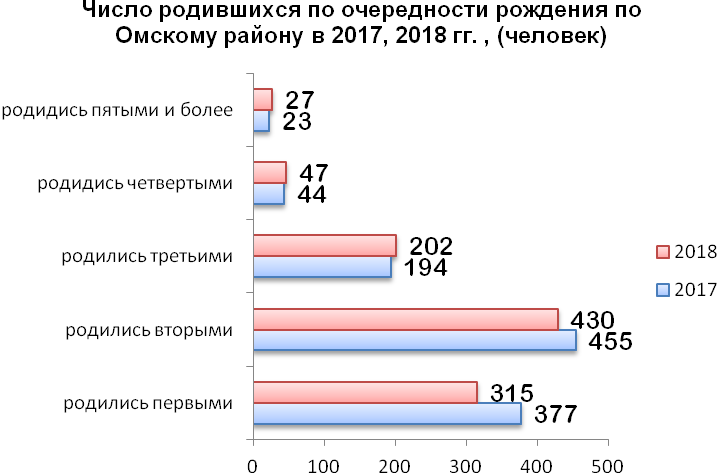 Число родившихся по очередности рождения по
Омскому району в 2017, 2018 гг. , (человек)
родидись пятыми и более
27
23
родидись четвертыми
47
44
родились третьими
202
194
родились вторыми
430
455
родились первыми
315
377
2018
2017
0 100 200 300 400 500